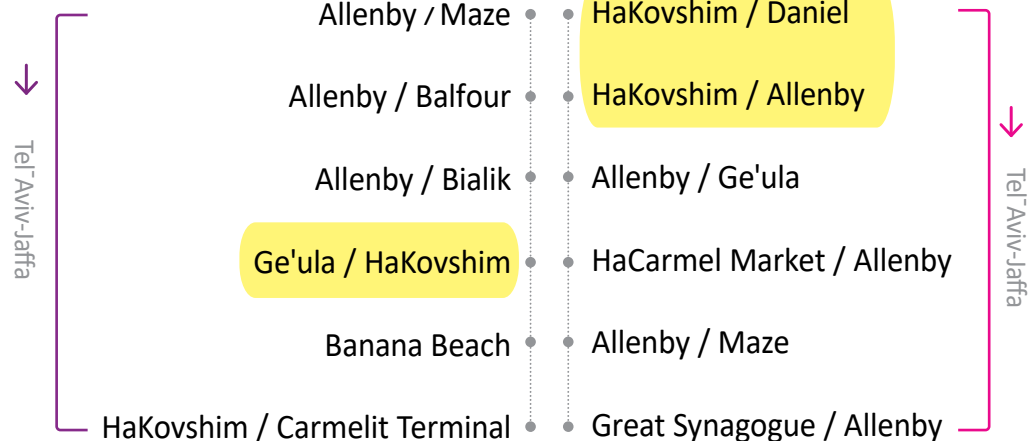 Allenby / Maze
Allenby / Balfour
Allenby / Bialik
Ge'ula / HaKovshim
Banana Beach
HaKovshim / Carmelit Terminal
Tel Aviv-Jaffa
HaKovshim / Daniel
HaKovshim / Allenby
Allenby / Ge'ula
HaCarmel Market / Allenby
Allenby / Maze
Great Synagogue / Allenby
Tel Aviv-Jaffa